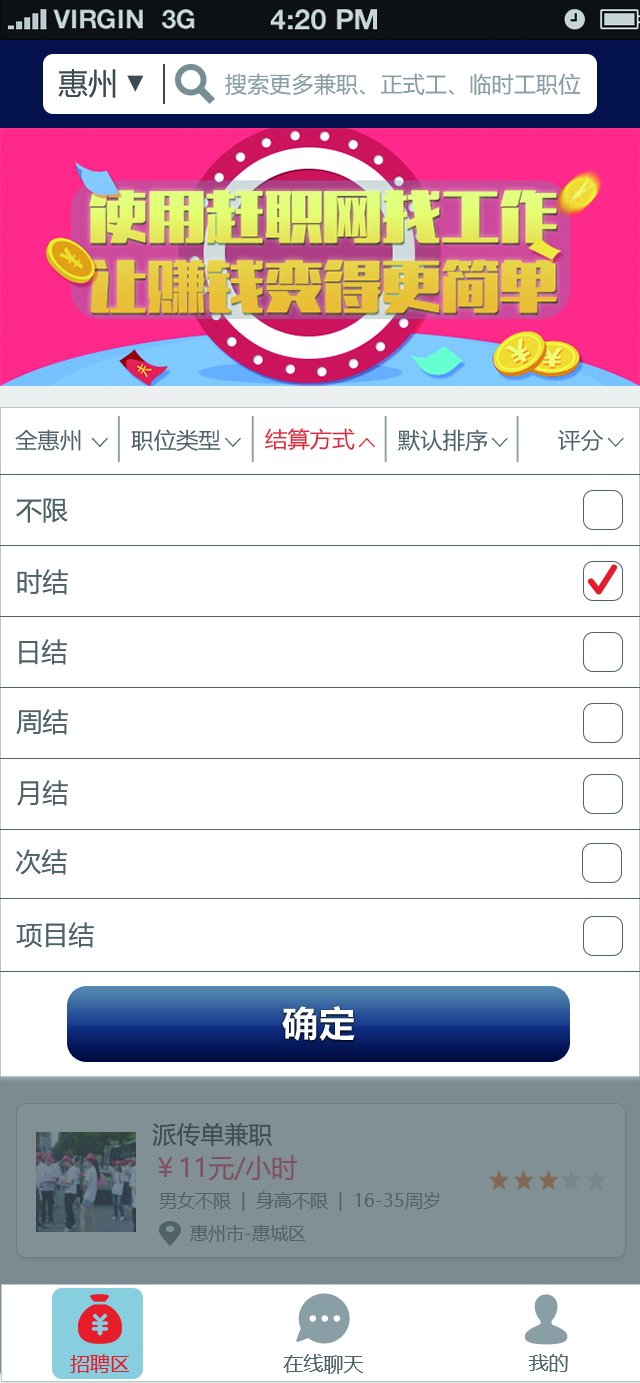 VIRGIN 3G 4:20 PM
惠州▼ 搜索更多兼职、正式工、临时工职位
使用赶职网找工作
让赚钱变得更简单
全惠州 职位类型 结算方式 默认排序 评分
不限
时结
日结
周结
月结
次结
项目结
确定
派传单兼职
¥11元/小时
男女不限 | 身高不限 | 16-35周岁
惠州市-惠城区
招聘区 在线聊天 我的